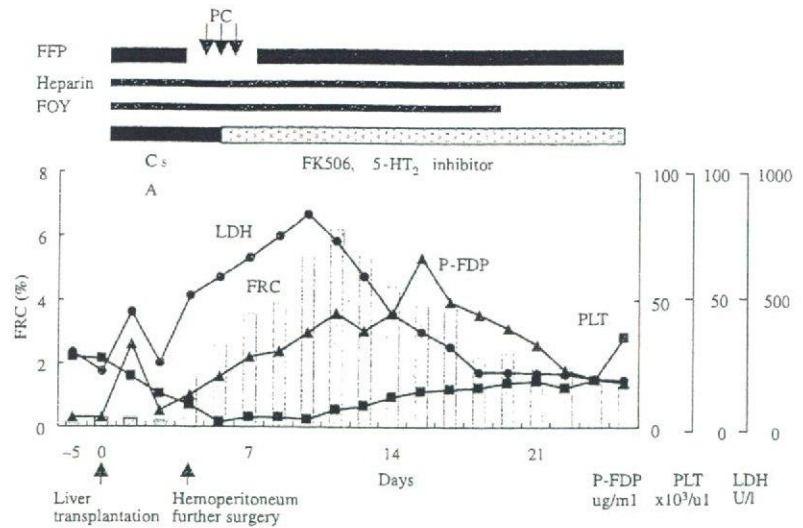 PC
FFP
Heparin
FOY
Cs
A
FK506, 5-HT₂ inhibitor
8
6
4
2
0
FRC (%)
LDH
FRC
P-FDP
PLT
100
50
0
100
50
0
1000
500
0
-5 0 7 14 21
Days
Liver
transplantation
Hemoperitoneum
further surgery
P-FDP
ug/ml
PLT
x10³/ul
LDH
U/l